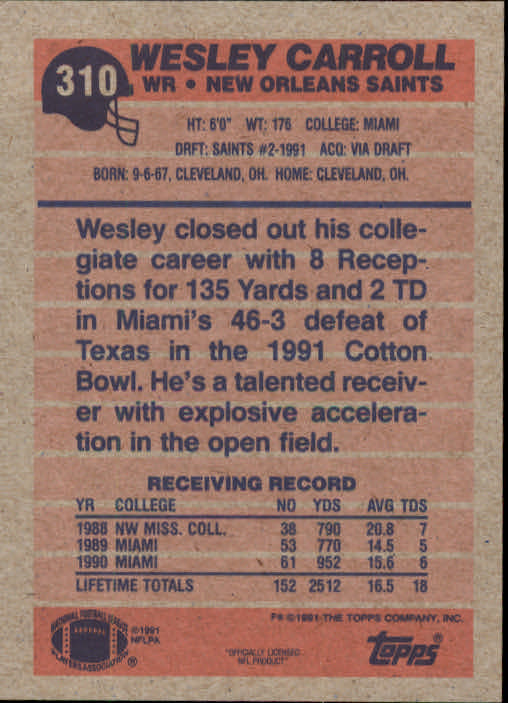 310
WESLEY CARROLL
WR • NEW ORLEANS SAINTS
HT: 6'0" WT: 176 COLLEGE: MIAMI
DRFT: SAINTS #2-1991 ACQ: VIA DRAFT
BORN: 9-6-67, CLEVELAND, OH. HOME: CLEVELAND, OH.
Wesley closed out his colle-
giate career with 8 Recep-
tions for 135 Yards and 2 TD
in Miami's 46-3 defeat of
Texas in the 1991 Cotton
Bowl. He's a talented receiv-
er with explosive accelera-
tion in the open field.
RECEIVING RECORD
YR COLLEGE NO YDS AVG TDS
1988 NW MISS. COLL. 38 790 20.8 7
1989 MIAMI 53 770 14.5 5
1990 MIAMI 61 952 15.6 6
LIFETIME TOTALS 152 2512 16.5 18
F* © 1991-THE TOPPS COMPANY, INC.
NATIONAL FOOTBALL LEAGUE
PLAYERS ASSOCIATION
®
©1991
NFLPA
"OFFICIALLY LICENSED
NFL PRODUCT"
topps®